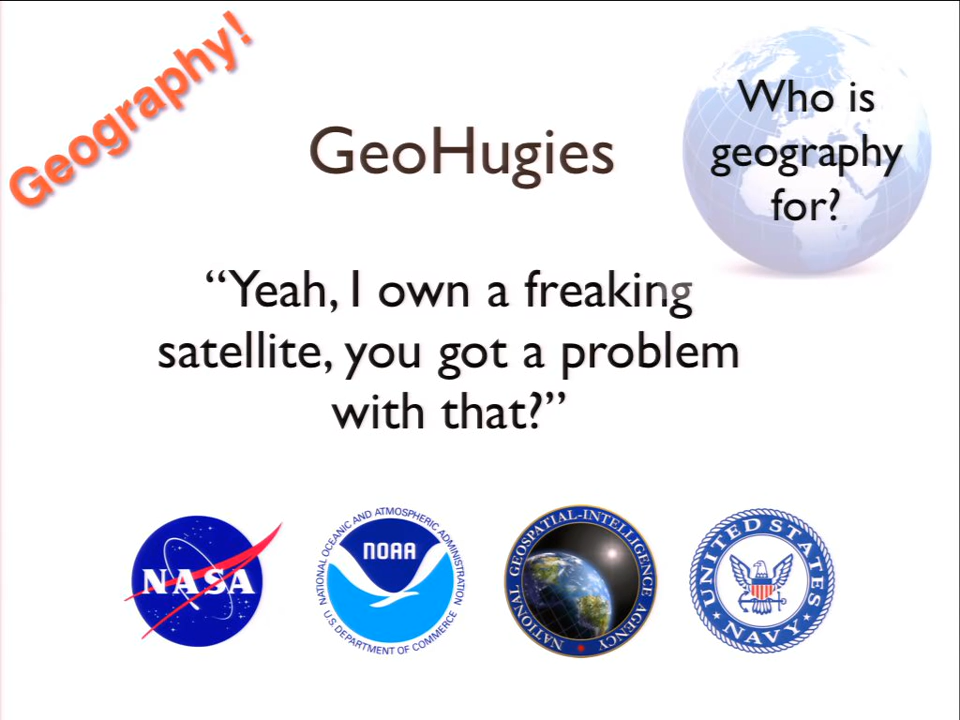 Geography!
Who is
geography
for?
GeoHugies
“Yeah, I own a freaking
satellite, you got a problem
with that?”
NASA
NATIONAL OCEANIC AND ATMOSPHERIC ADMINISTRATION
NOAA
U.S. DEPARTMENT OF COMMERCE
NATIONAL GEOSPATIAL-INTELLIGENCE AGENCY
UNITED STATES
NAVY